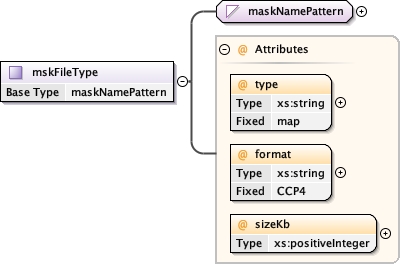 maskNamePattern
mskFileType
Base Type maskNamePattern
@ Attributes
@ type
Type xs:string
Fixed map
@ format
Type xs:string
Fixed CCP4
@ sizeKb
Type xs:positiveInteger